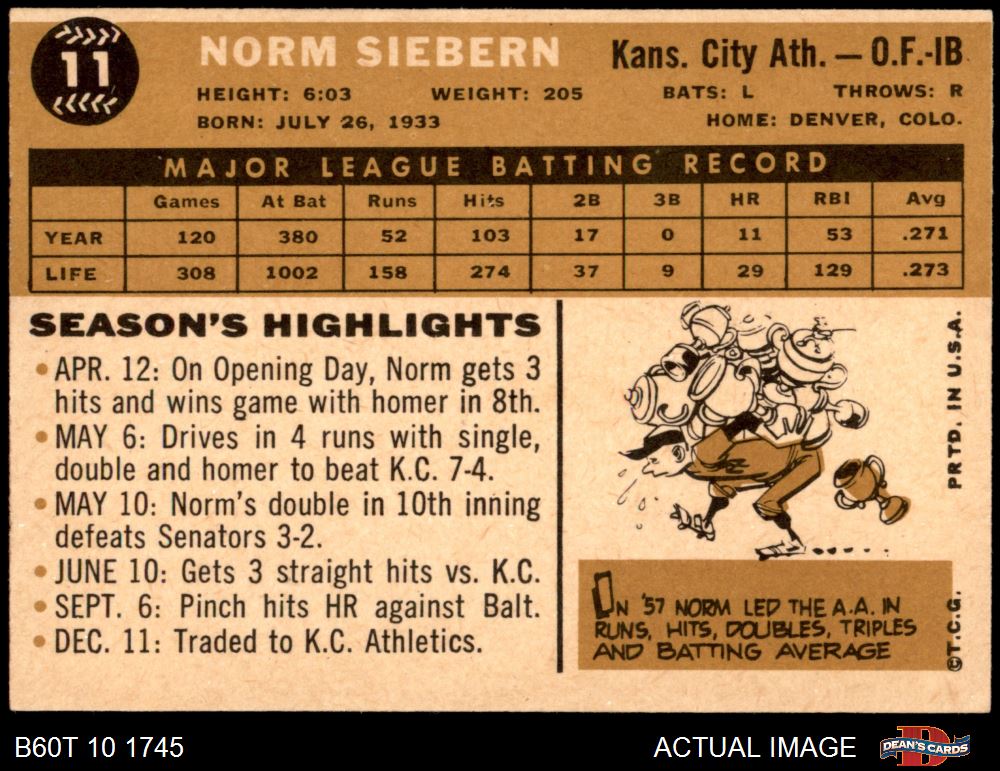 11
NORM SIEBERN
Kans. City Ath. — O.F.-IB
HEIGHT: 6:03 WEIGHT: 205 BATS: L THROWS: R
BORN: JULY 26, 1933 HOME: DENVER, COLO.
MAJOR LEAGUE BATTING RECORD
Games At Bat Runs Hits 2B 3B HR RBI Avg
YEAR 120 380 52 103 17 0 11 53 .271
LIFE 308 1002 158 274 37 9 29 129 .273
SEASON'S HIGHLIGHTS
• APR. 12: On Opening Day, Norm gets 3
hits and wins game with homer in 8th.
• MAY 6: Drives in 4 runs with single,
double and homer to beat K.C. 7-4.
• MAY 10: Norm's double in 10th inning
defeats Senators 3-2.
• JUNE 10: Gets 3 straight hits vs. K.C.
• SEPT. 6: Pinch hits HR against Balt.
• DEC. 11: Traded to K.C. Athletics.
ON '57 NORM LED THE A.A. IN
RUNS, HITS, DOUBLES, TRIPLES
AND BATTING AVERAGE
PRTD. IN U.S.A.
©T.C.G.
B60T 10 1745
ACTUAL IMAGE
DEAN'S CARDS